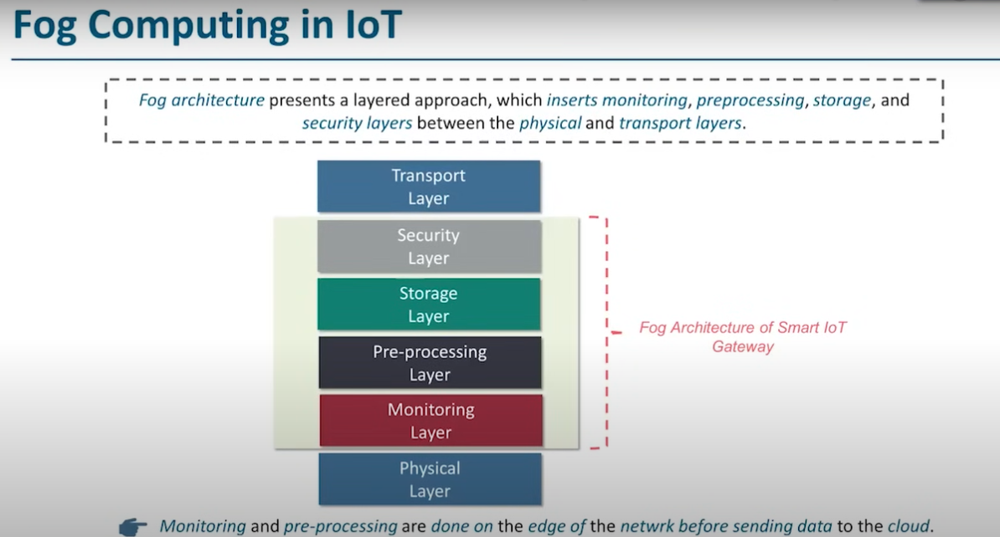 Fog Computing in IoT
Fog architecture presents a layered approach, which inserts monitoring, preprocessing, storage, and
security layers between the physical and transport layers.
Transport
Layer
Security
Layer
Storage
Layer
Pre-processing
Layer
Monitoring
Layer
Physical
Layer
Fog Architecture of Smart IoT
Gateway
Monitoring and pre-processing are done on the edge of the netwrk before sending data to the cloud.